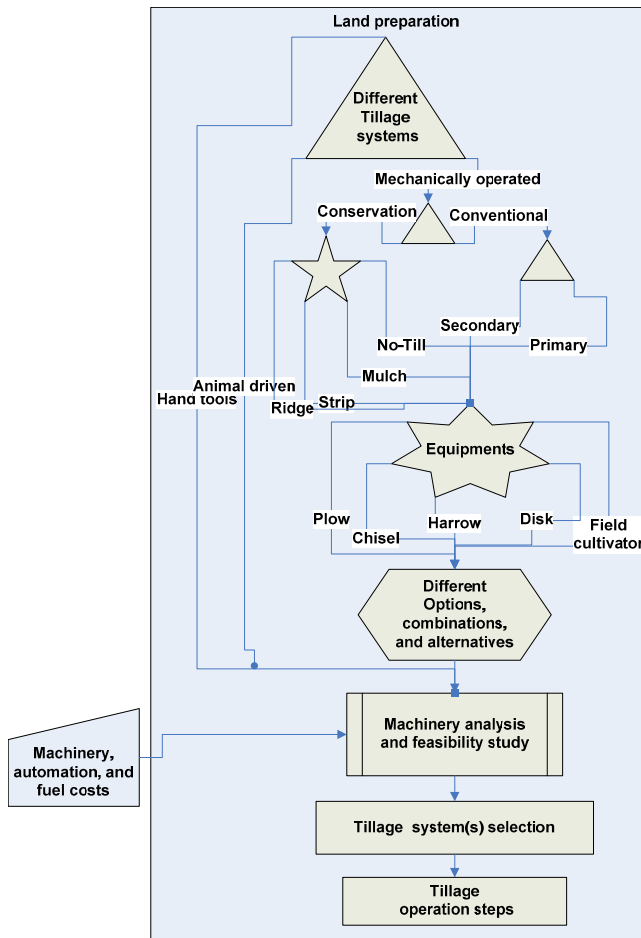 Land preparation
Different
Tillage
systems
Mechanically operated
Conservation
Conventional
Secondary
No-Till
Primary
Mulch
Animal driven
Hand tools
Strip
Ridge
Equipments
Plow
Harrow
Disk
Field
cultivator
Chisel
Different
Options,
combinations,
and alternatives
Machinery analysis
and feasibility study
Machinery,
automation, and
fuel costs
Tillage system(s) selection
Tillage
operation steps